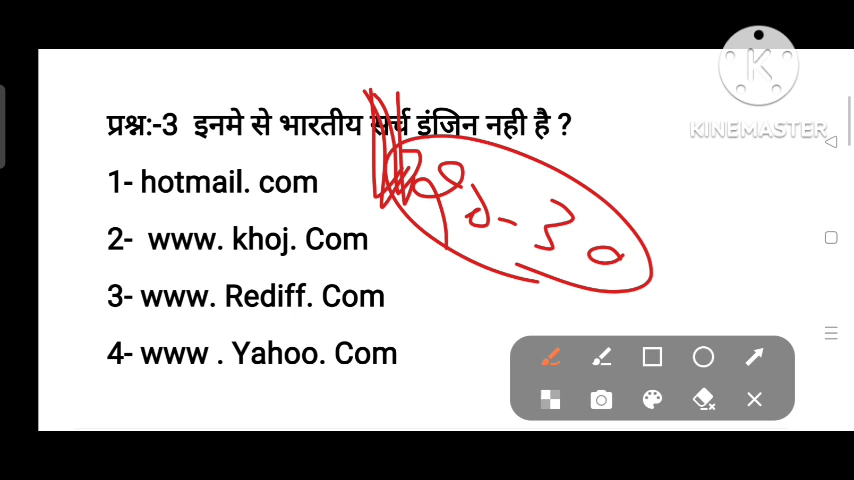 KINEMASTER
प्रश्न:-3 इनमे से भारतीय सर्च इंजिन नही है ?
1- hotmail. com
2- www. khoj. Com
3- www. Rediff. Com
4- www . Yahoo. Com